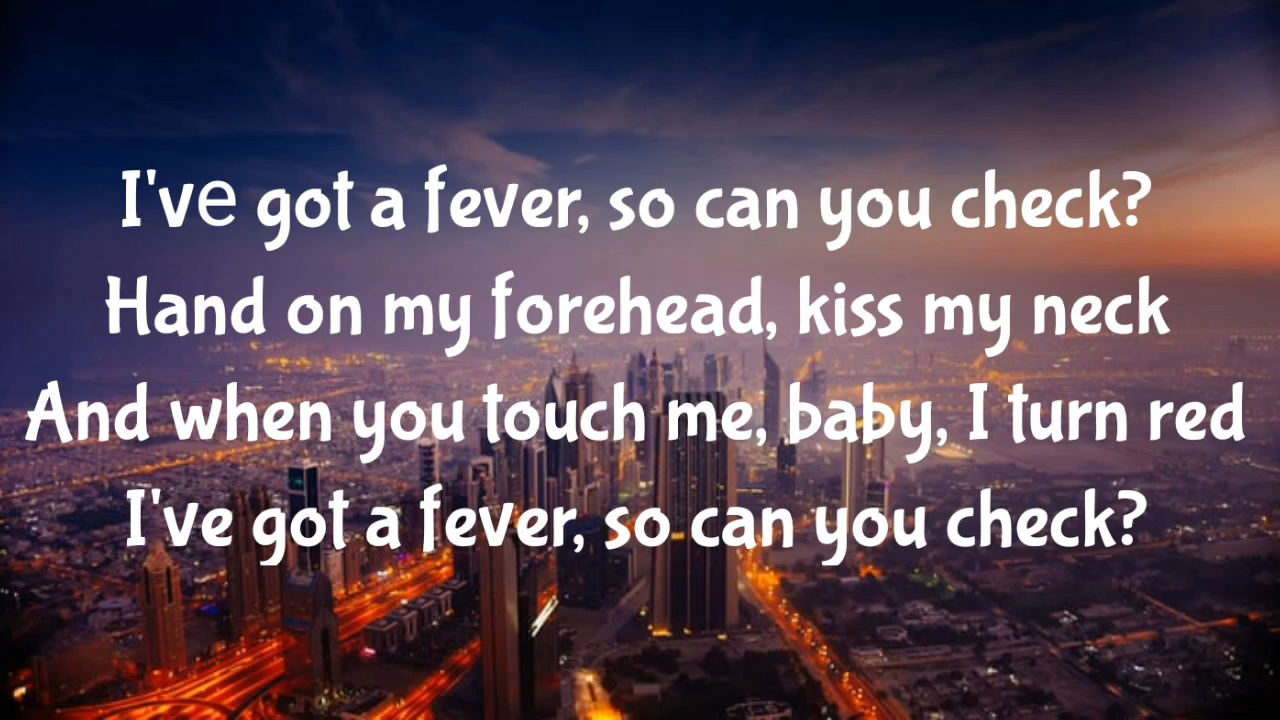 I've got a fever, so can you check?
Hand on my forehead, kiss my neck
And when you touch me, baby, I turn red
I've got a fever, so can you check?